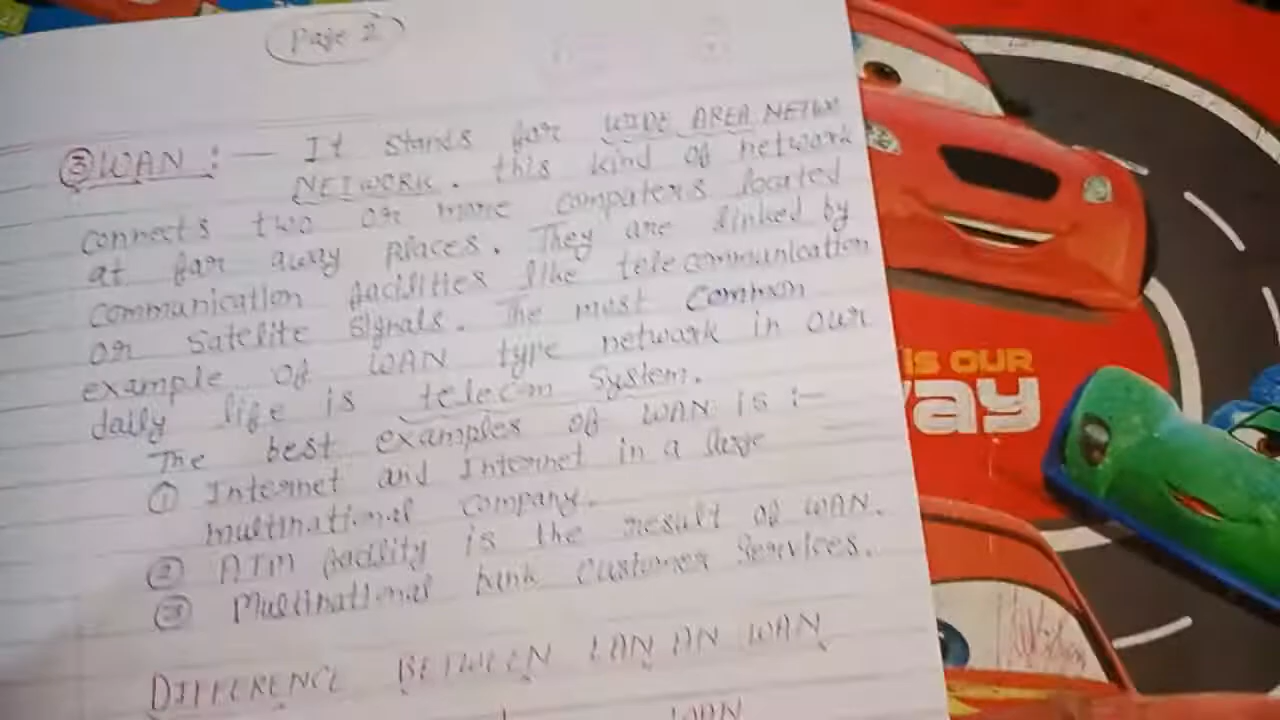 Page 2
③ WAN :— It stands for WIDE AREA NETW
NETWORK. this kind of network
connects two or more computers located
at far away places. They are linked by
communication facilities like telecommunication
or Satelite signals. The most common
example of WAN type network in our
daily life is telecom system.
The best examples of WAN is :—
① Internet and Internet in a large
multinational company.
② ATM facility is the result of WAN.
③ Multinational bank customer services.
DIFFERENCE BETWEEN LAN AN WAN
WAN
IS OUR